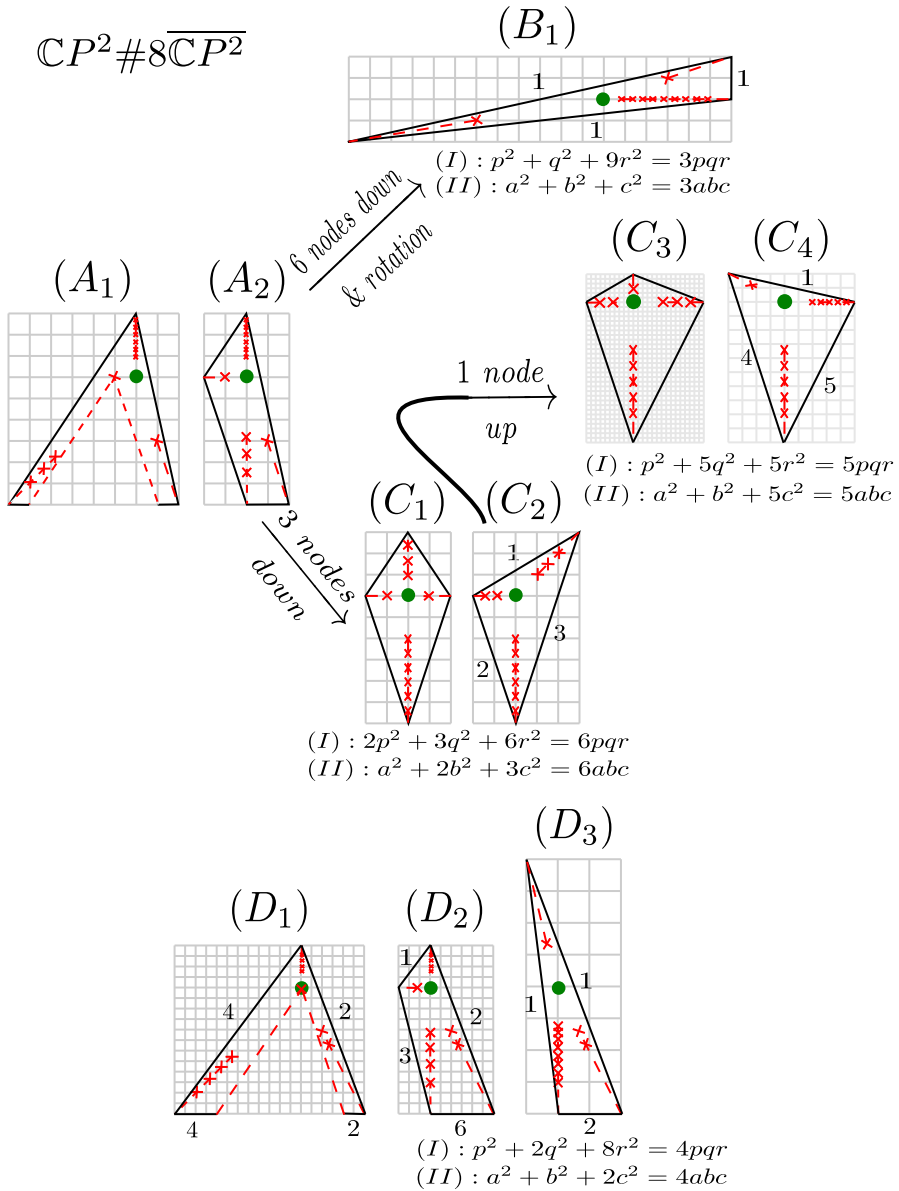 ℂP²#8\overline{ℂP²}
(B₁)
1
1
1
(I) : p² + q² + 9r² = 3pqr
(II) : a² + b² + c² = 3abc
6 nodes down
& rotation
(A₁)
(A₂)
(C₃)
(C₄)
1
4
5
(I) : p² + 5q² + 5r² = 5pqr
(II) : a² + b² + 5c² = 5abc
1 node
up
3 nodes
down
(C₁)
(C₂)
1
3
2
(I) : 2p² + 3q² + 6r² = 6pqr
(II) : a² + 2b² + 3c² = 6abc
(D₁)
4
2
4
2
(D₂)
1
2
3
6
(D₃)
1
1
2
(I) : p² + 2q² + 8r² = 4pqr
(II) : a² + b² + 2c² = 4abc